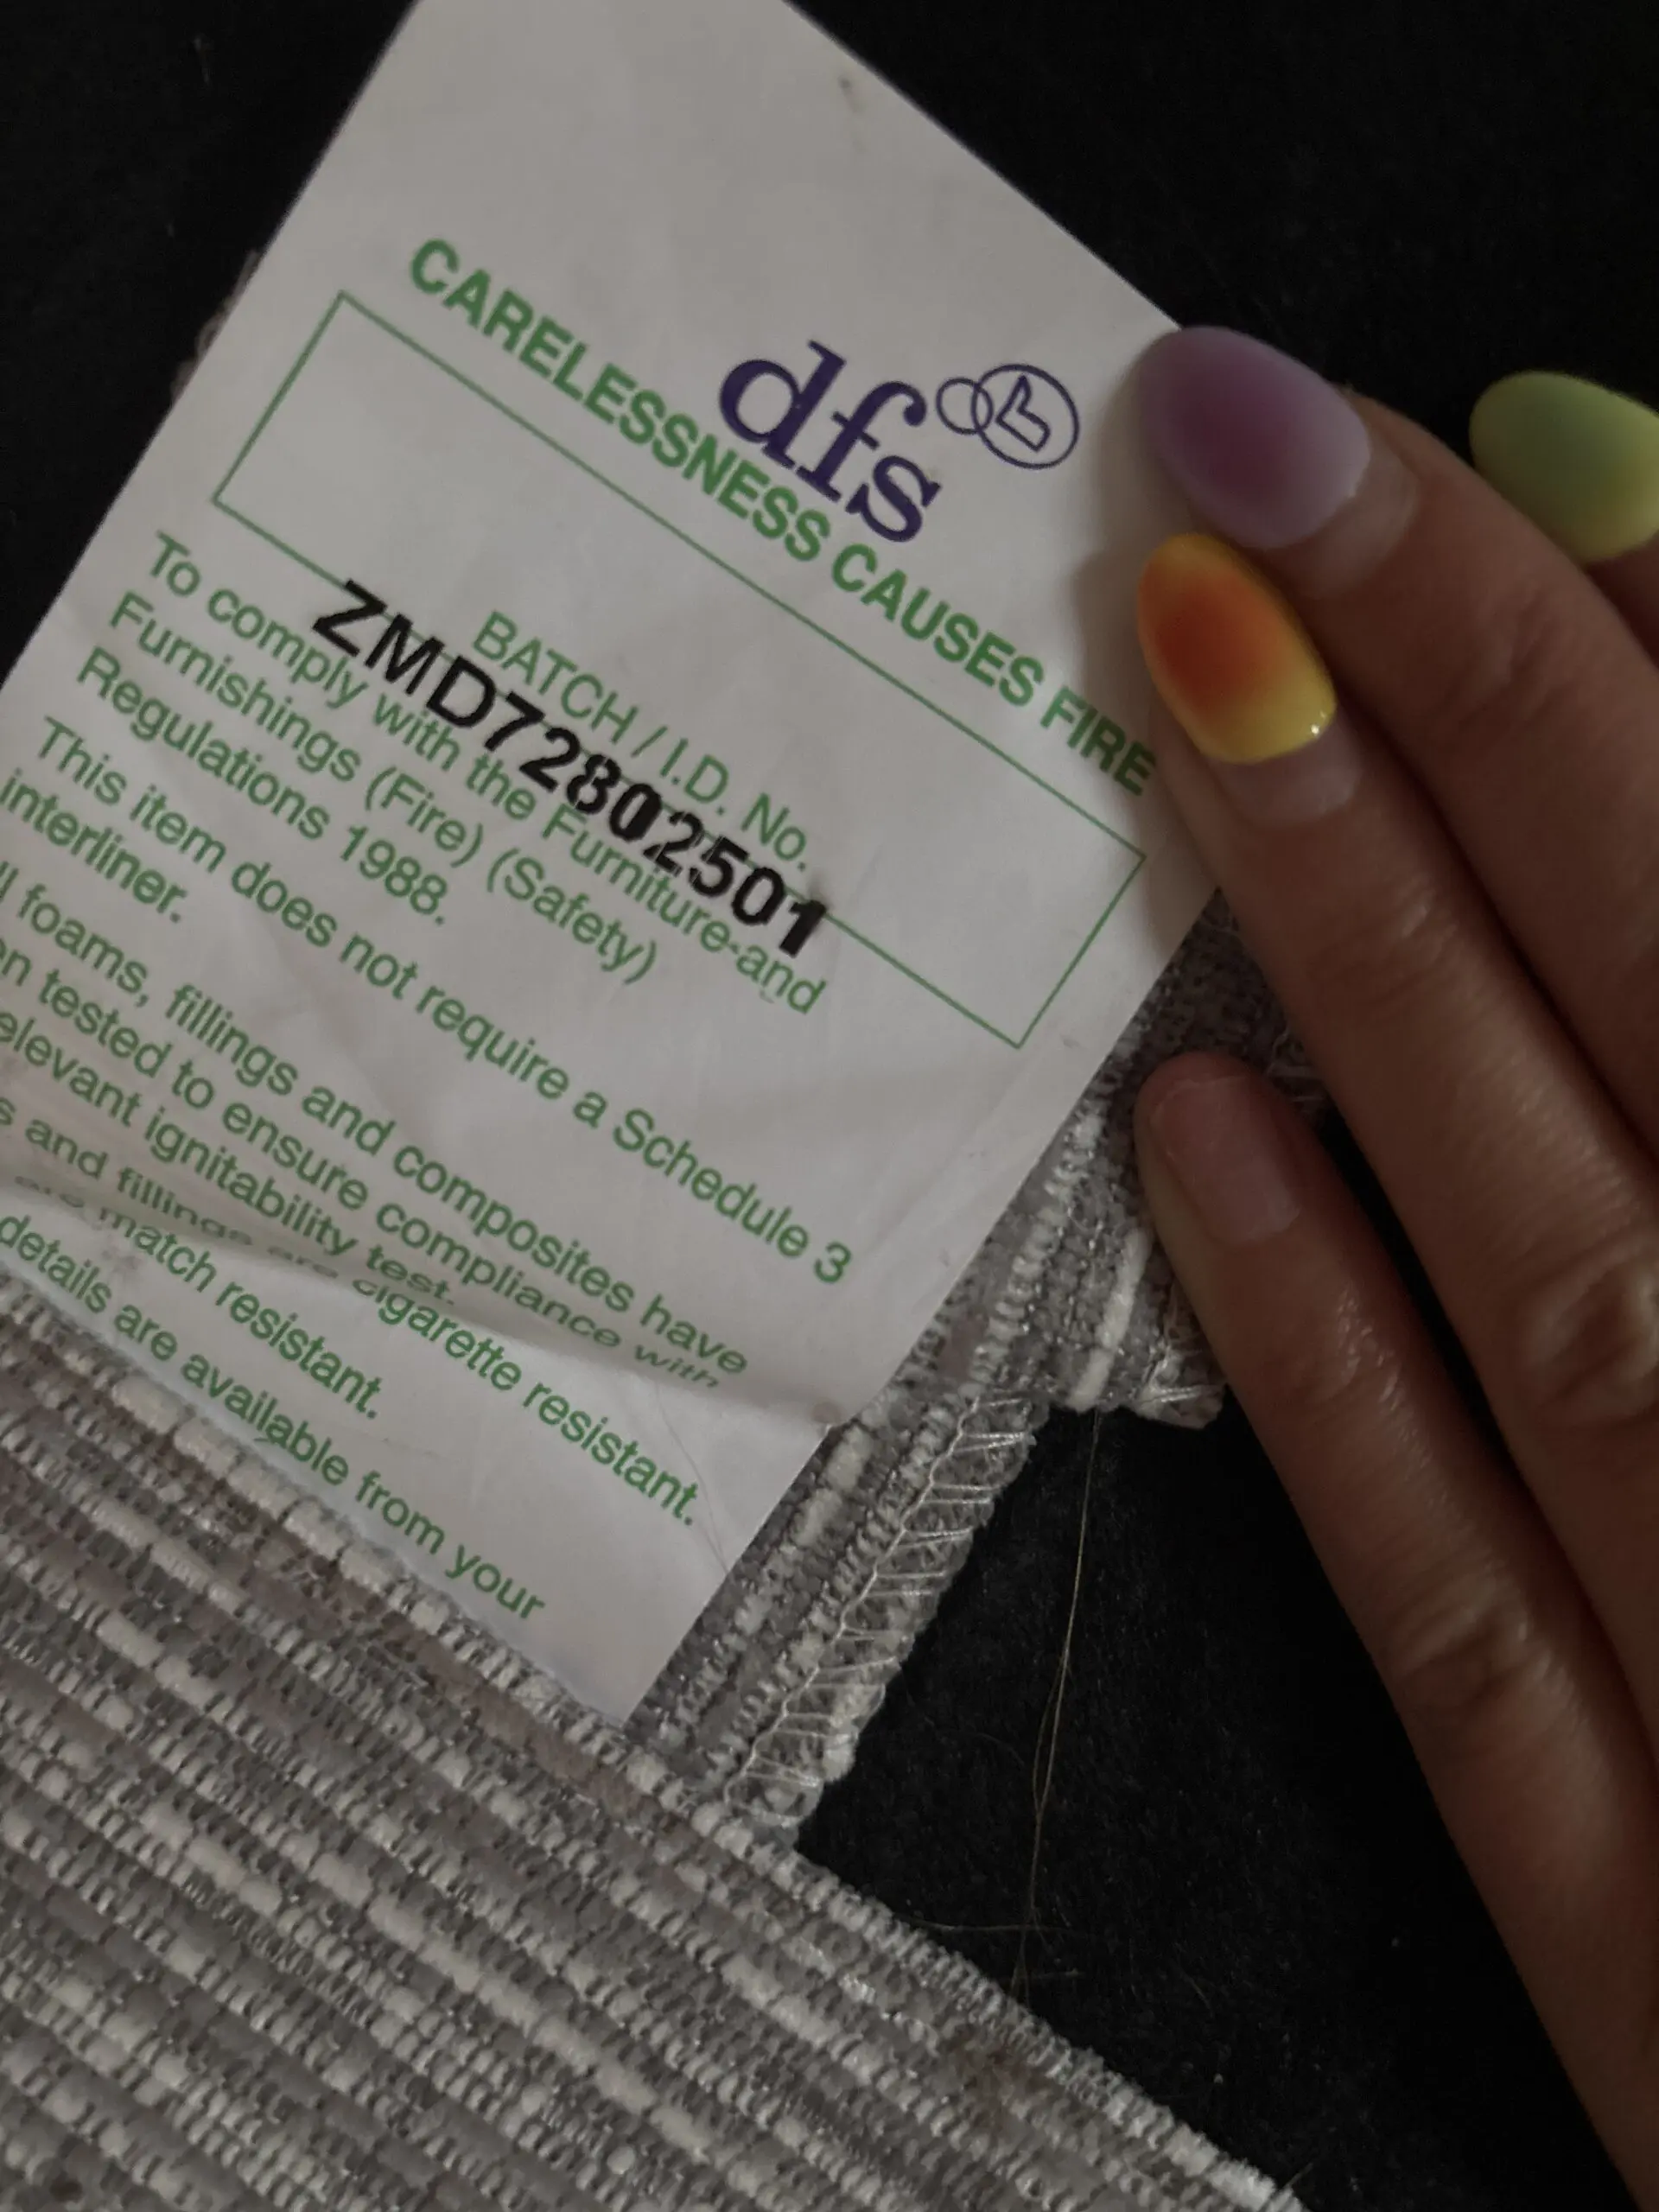 dfs
CARELESSNESS CAUSES FIRE
BATCH / I.D. No.
ZMD72802501
To comply with the Furniture and
Furnishings (Fire) (Safety)
Regulations 1988.
This item does not require a Schedule 3
interliner.
foams, fillings and composites have
tested to ensure compliance with
relevant ignitability test.
and fillings are cigarette resistant.
are match resistant.
details are available from your